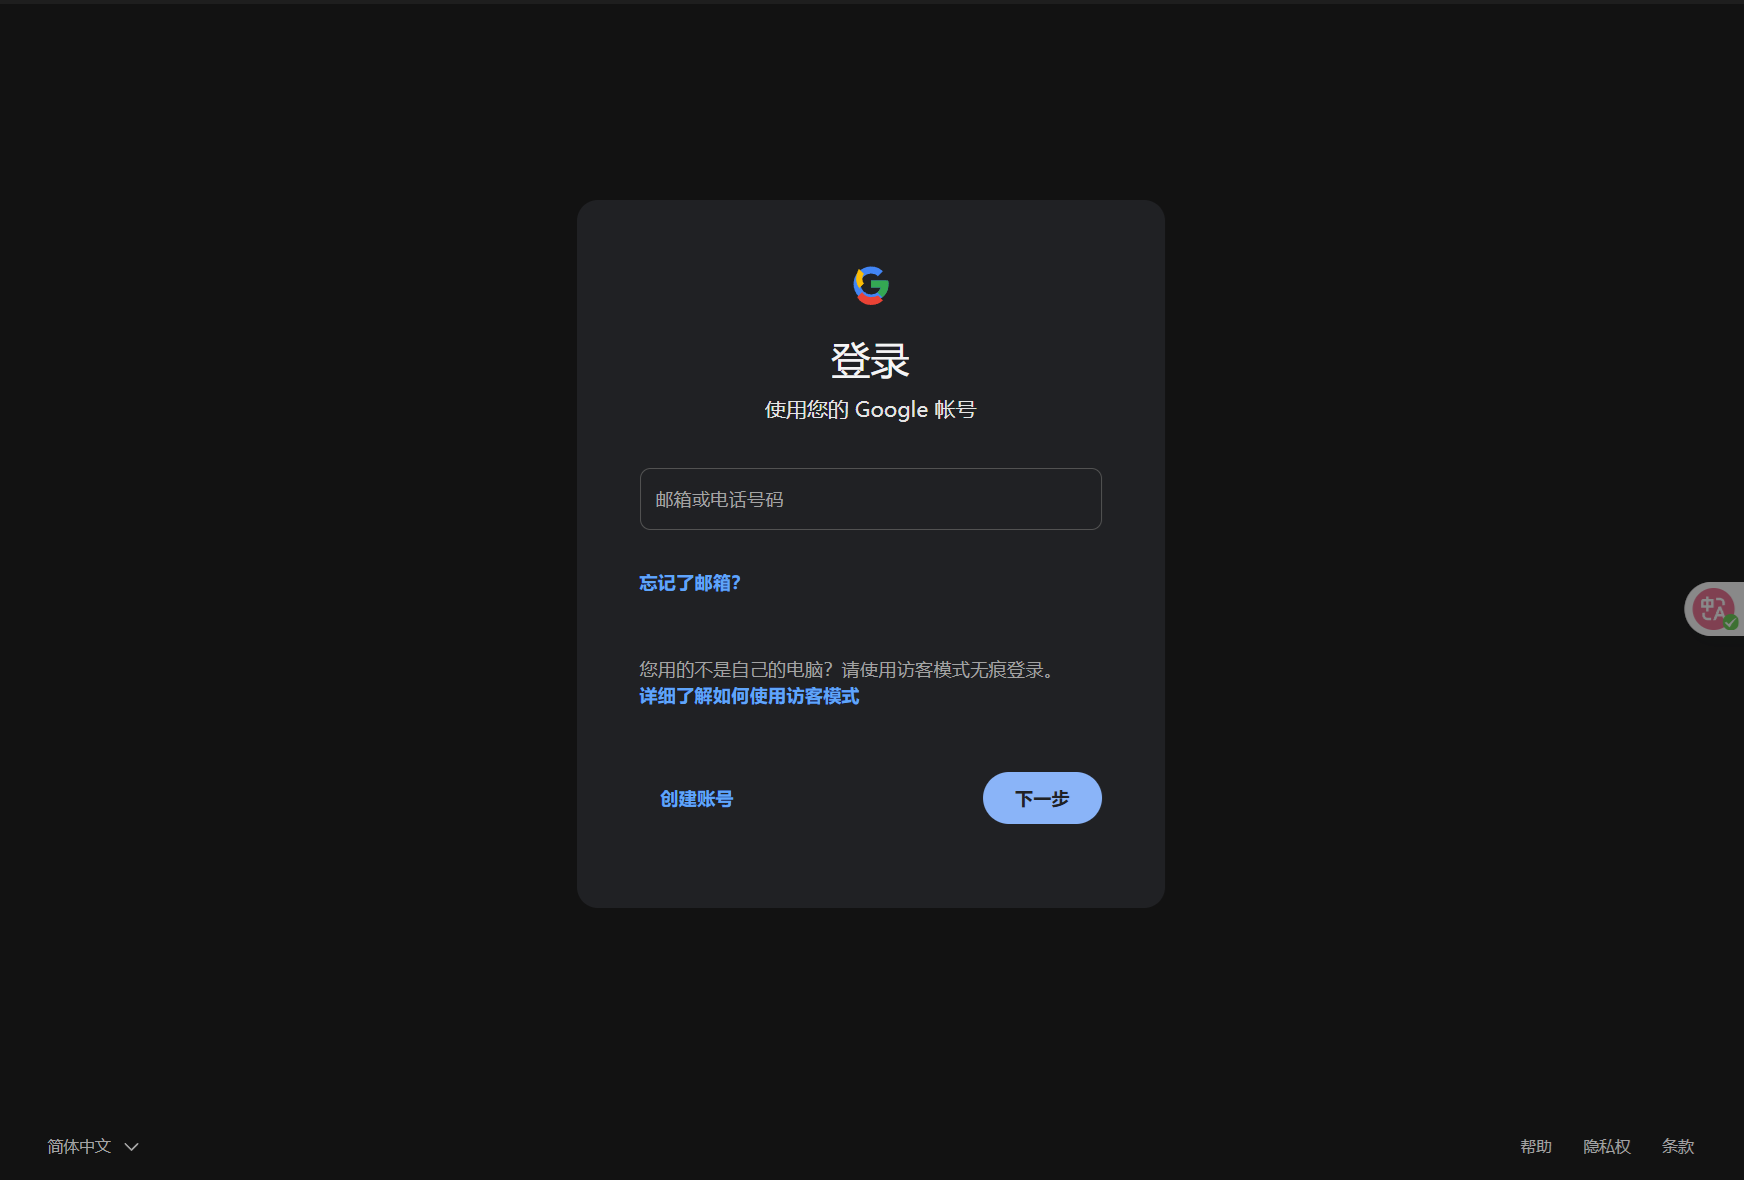 登录
使用您的 Google 帐号
邮箱或电话号码
忘记了邮箱?
您用的不是自己的电脑？请使用访客模式无痕登录。
详细了解如何使用访客模式
创建账号
下一步
中A
简体中文
帮助 隐私权 条款